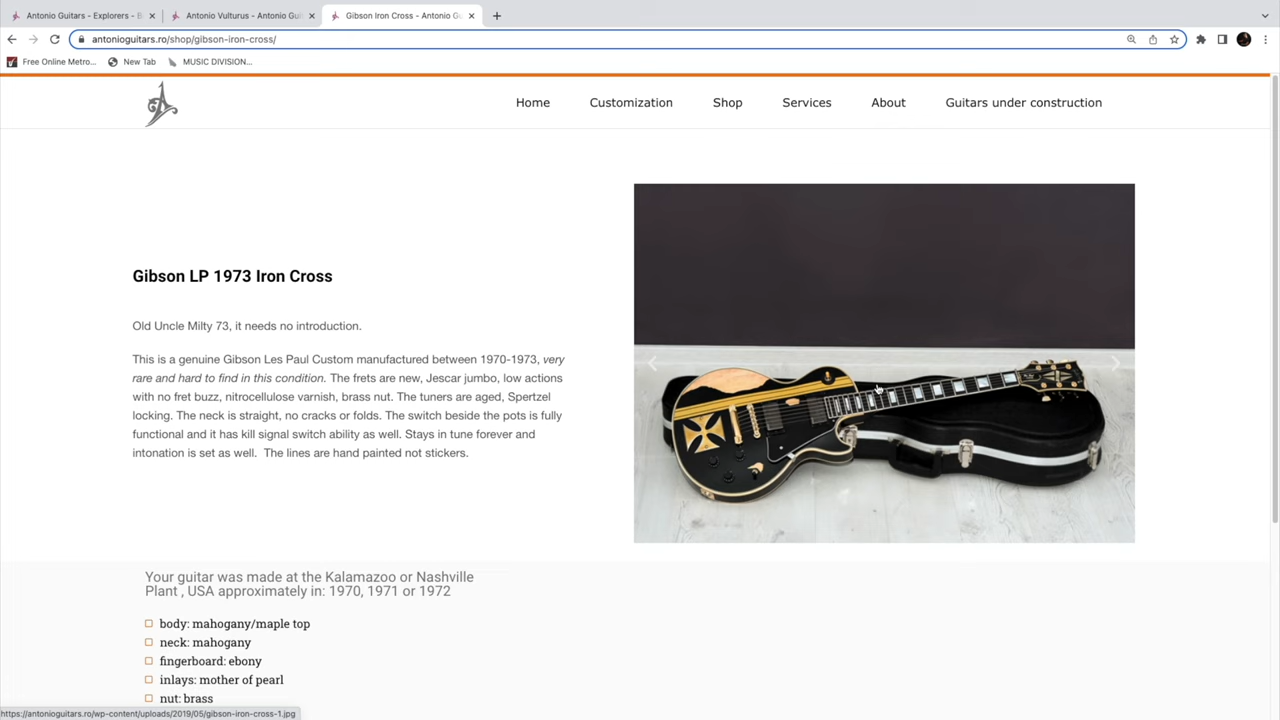 Antonio Guitars - Explorers - B
Antonio Vulturus - Antonio Gui
Gibson Iron Cross - Antonio G
antonioguitars.ro/shop/gibson-iron-cross/
Free Online Metro...
New Tab
MUSIC DIVISION...
Home
Customization
Shop
Services
About
Guitars under construction
Gibson LP 1973 Iron Cross
Old Uncle Milty 73, it needs no introduction.
This is a genuine Gibson Les Paul Custom manufactured between 1970-1973, very
rare and hard to find in this condition. The frets are new, Jescar jumbo, low actions
with no fret buzz, nitrocellulose varnish, brass nut. The tuners are aged, Spertzel
locking. The neck is straight, no cracks or folds. The switch beside the pots is fully
functional and it has kill signal switch ability as well. Stays in tune forever and
intonation is set as well.  The lines are hand painted not stickers.
Your guitar was made at the Kalamazoo or Nashville
Plant , USA approximately in: 1970, 1971 or 1972
body: mahogany/maple top
neck: mahogany
fingerboard: ebony
inlays: mother of pearl
nut: brass
https://antonioguitars.ro/wp-content/uploads/2019/05/gibson-iron-cross-1.jpg